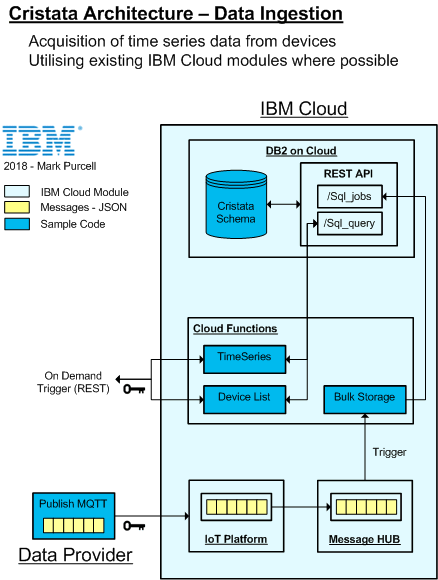 Cristata Architecture – Data Ingestion
Acquisition of time series data from devices
Utilising existing IBM Cloud modules where possible
IBM Cloud
IBM®
2018 - Mark Purcell
IBM Cloud Module
Messages - JSON
Sample Code
DB2 on Cloud
REST API
Cristata
Schema
/Sql_jobs
/Sql_query
Cloud Functions
TimeSeries
On Demand
Trigger (REST)
Device List
Bulk Storage
Trigger
Publish MQTT
Data Provider
IoT Platform
Message HUB